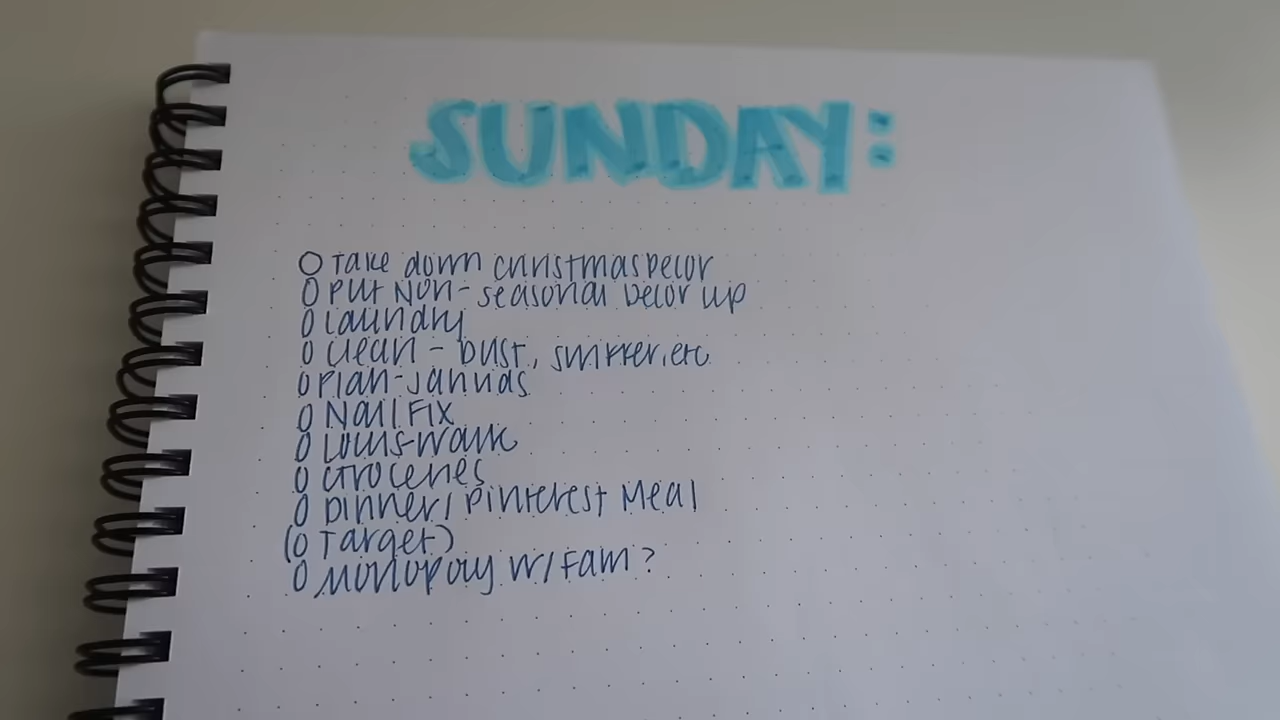 SUNDAY:
Take down christmas Decor
Put Non-seasonal Decor up
Laundry
Clean - Dust, swiffer, etc
Plan-
Nail Fix
Louis-walk
Groceries
Dinner/Pinterest Meal
(Target)
Monopoly w/Fam?